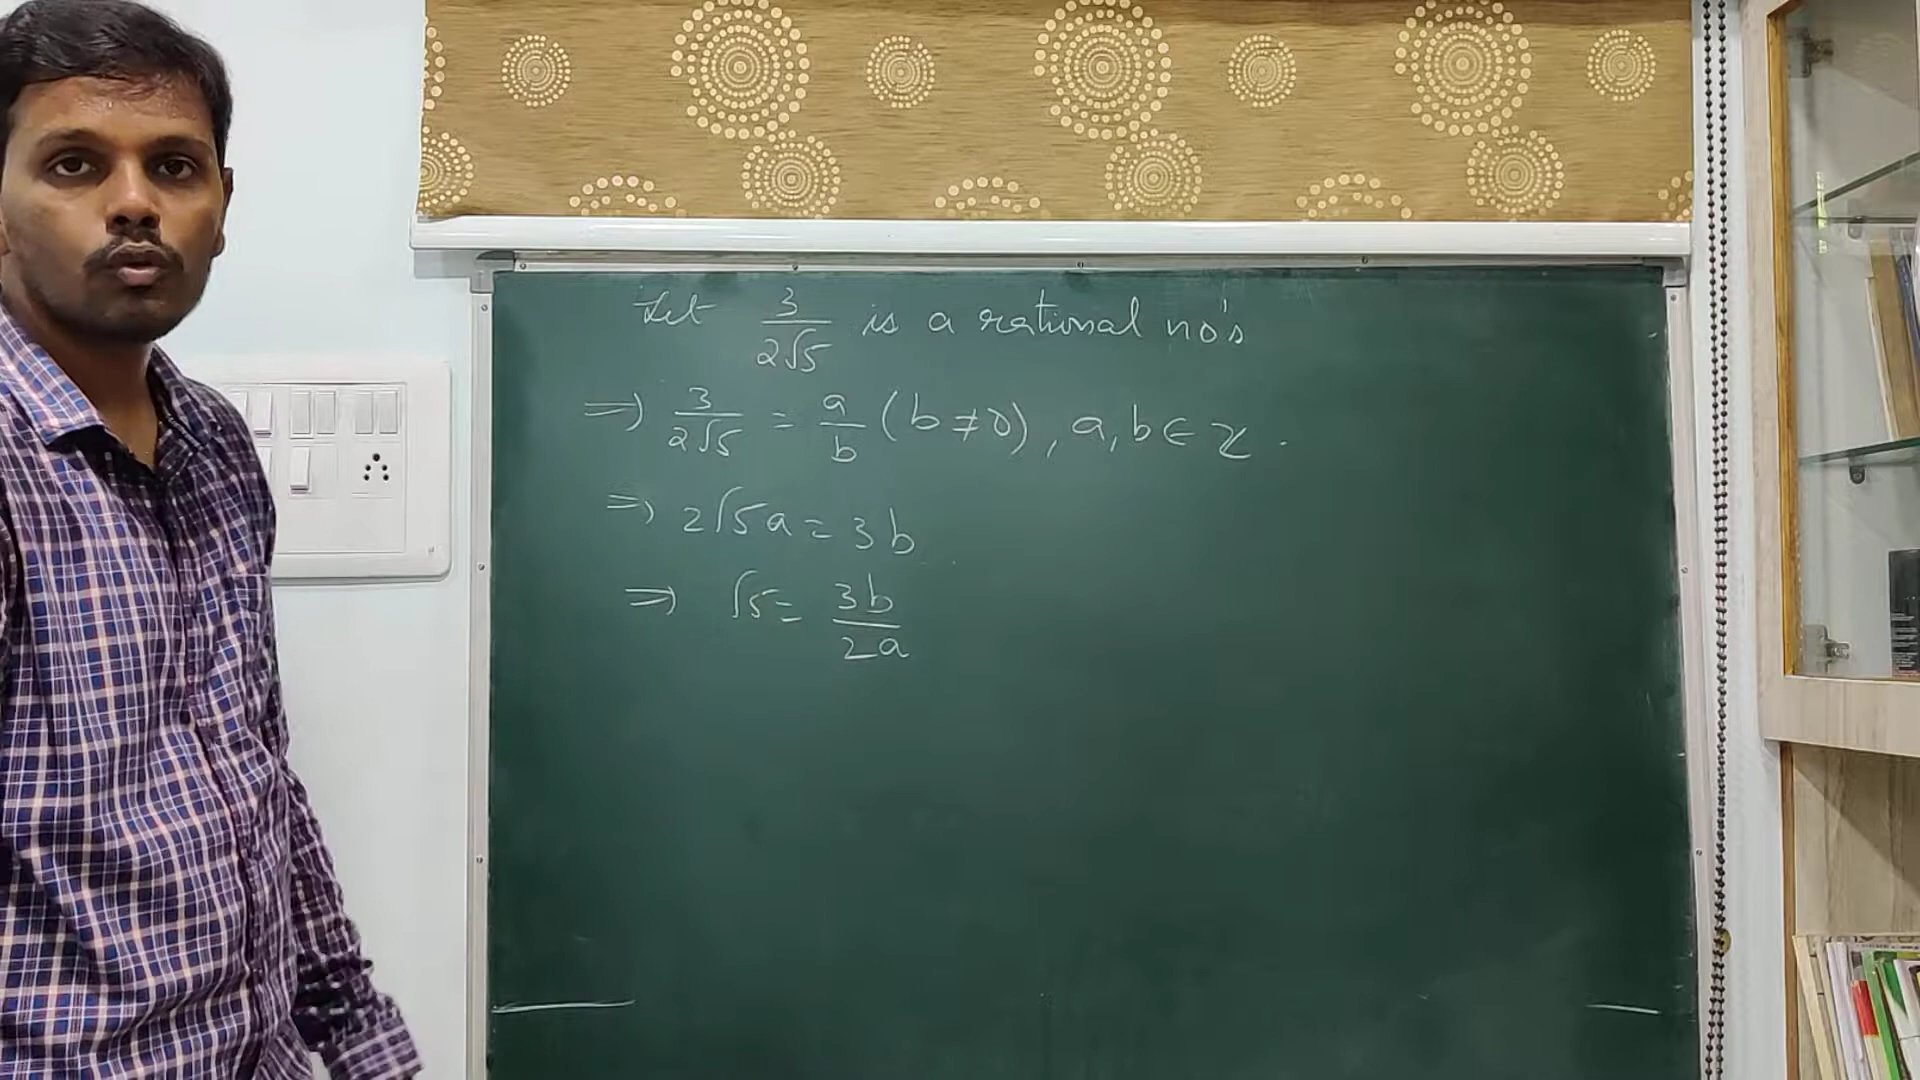 Let 3/2√5 is a rational no's
⇒ 3/2√5 = a/b (b ≠ 0), a, b ∈ Z.
⇒ 2√5a = 3b
⇒ √5 = 3b/2a